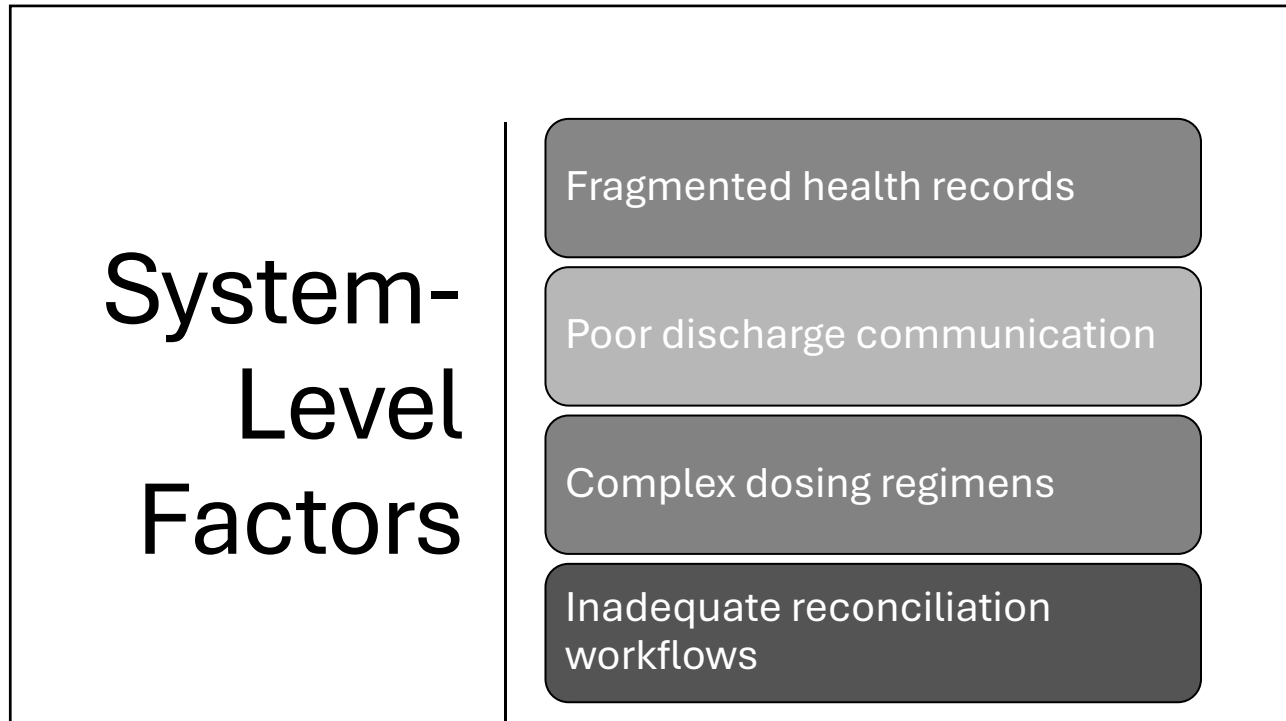 System-
Level
Factors
Fragmented health records
Poor discharge communication
Complex dosing regimens
Inadequate reconciliation
workflows